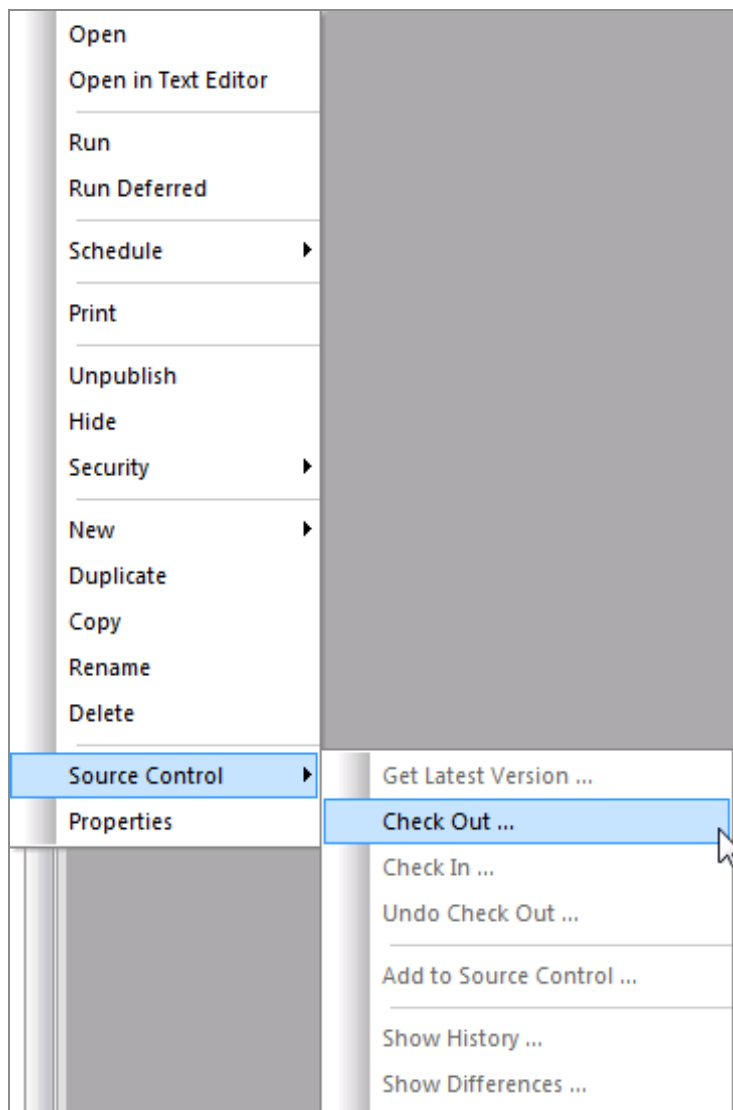 Open
Open in Text Editor
Run
Run Deferred
Schedule
Print
Unpublish
Hide
Security
New
Duplicate
Copy
Rename
Delete
Source Control
Properties
Get Latest Version ...
Check Out ...
Check In ...
Undo Check Out ...
Add to Source Control ...
Show History ...
Show Differences ...